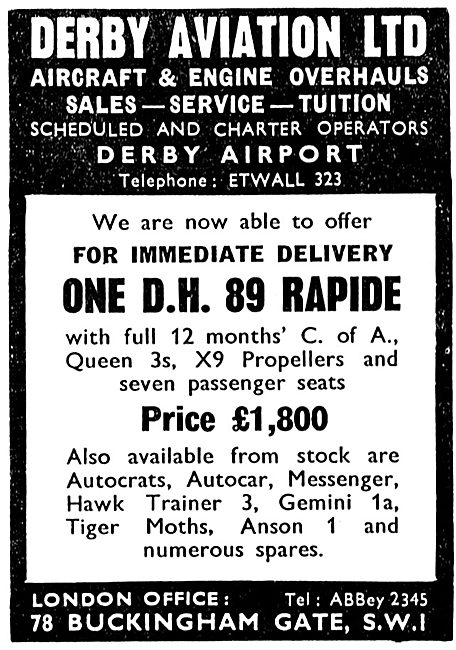 DERBY AVIATION LTD
AIRCRAFT & ENGINE OVERHAULS
SALES — SERVICE — TUITION
SCHEDULED AND CHARTER OPERATORS
DERBY AIRPORT
Telephone: ETWALL 323
We are now able to offer
FOR IMMEDIATE DELIVERY
ONE D.H. 89 RAPIDE
with full 12 months' C. of A.,
Queen 3s, X9 Propellers and
seven passenger seats
Price £1,800
Also available from stock are
Autocrats, Autocar, Messenger,
Hawk Trainer 3, Gemini 1a,
Tiger Moths, Anson 1 and
numerous spares.
LONDON OFFICE: Tel: ABBey 2345
78 BUCKINGHAM GATE, S.W.1